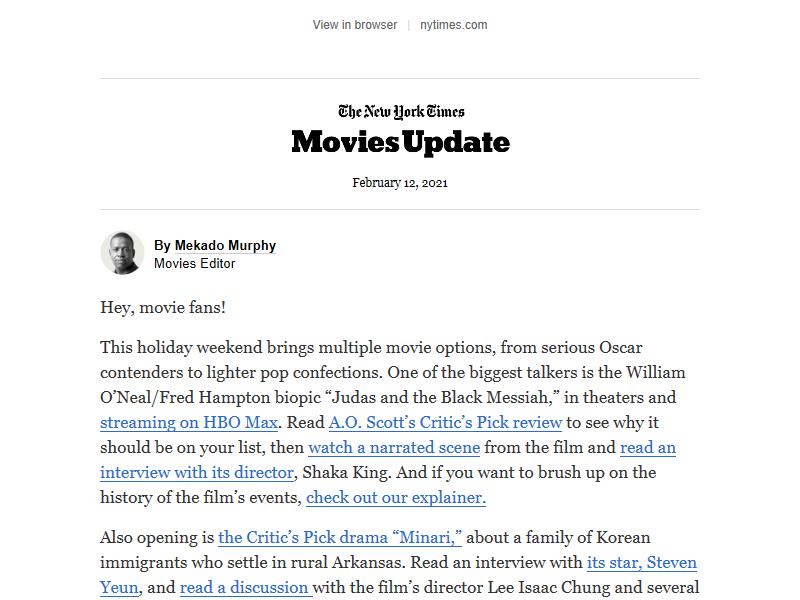 View in browser | nytimes.com
The New York Times
Movies Update
February 12, 2021
By Mekado Murphy
Movies Editor
Hey, movie fans!
This holiday weekend brings multiple movie options, from serious Oscar
contenders to lighter pop confections. One of the biggest talkers is the William
O’Neal/Fred Hampton biopic “Judas and the Black Messiah,” in theaters and
streaming on HBO Max. Read A.O. Scott’s Critic’s Pick review to see why it
should be on your list, then watch a narrated scene from the film and read an
interview with its director, Shaka King. And if you want to brush up on the
history of the film’s events, check out our explainer.
Also opening is the Critic’s Pick drama “Minari,” about a family of Korean
immigrants who settle in rural Arkansas. Read an interview with its star, Steven
Yeun, and read a discussion with the film’s director Lee Isaac Chung and several